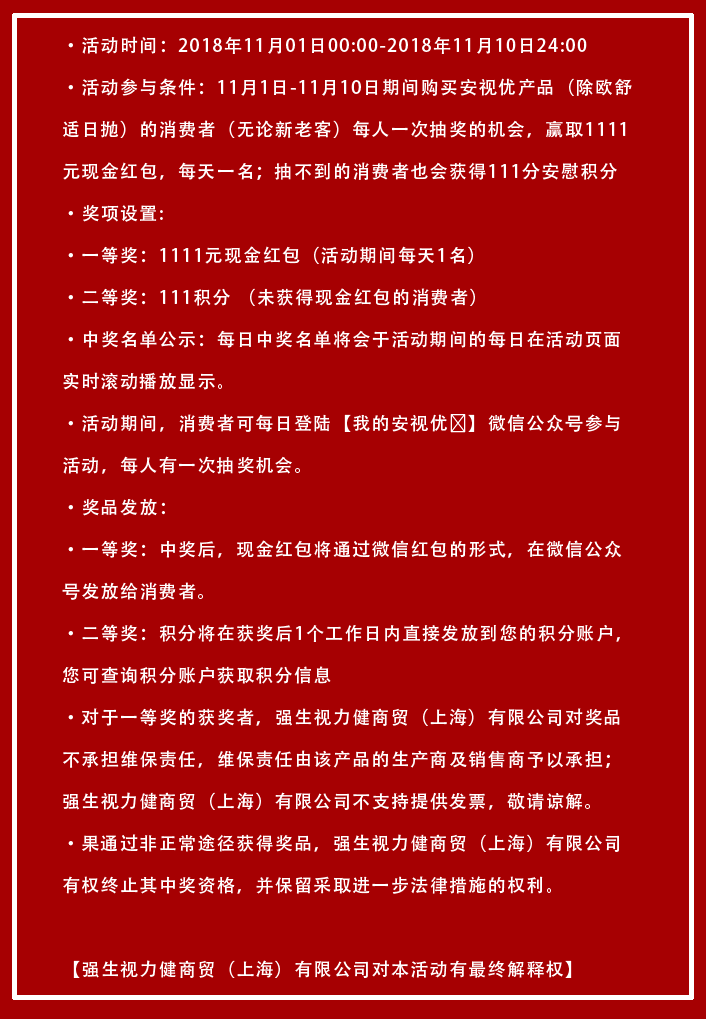 ·活动时间：2018年11月01日00:00-2018年11月10日24:00
·活动参与条件：11月1日-11月10日期间购买安视优产品（除欧舒
适日抛）的消费者（无论新老客）每人一次抽奖的机会，赢取1111
元现金红包，每天一名；抽不到的消费者也会获得111分安慰积分
·奖项设置:
·一等奖：1111元现金红包（活动期间每天1名）
·二等奖：111积分 （未获得现金红包的消费者）
·中奖名单公示：每日中奖名单将会于活动期间的每日在活动页面
实时滚动播放显示。
·活动期间，消费者可每日登陆【我的安视优】微信公众号参与
活动，每人有一次抽奖机会。
·奖品发放：
·一等奖：中奖后，现金红包将通过微信红包的形式，在微信公众
号发放给消费者。
·二等奖：积分将在获奖后1个工作日内直接发放到您的积分账户，
您可查询积分账户获取积分信息
·对于一等奖的获奖者，强生视力健商贸（上海）有限公司对奖品
不承担维保责任，维保责任由该产品的生产商及销售商予以承担；
强生视力健商贸（上海）有限公司不支持提供发票，敬请谅解。
·果通过非正常途径获得奖品，强生视力健商贸（上海）有限公司
有权终止其中奖资格，并保留采取进一步法律措施的权利。
【强生视力健商贸（上海）有限公司对本活动有最终解释权】